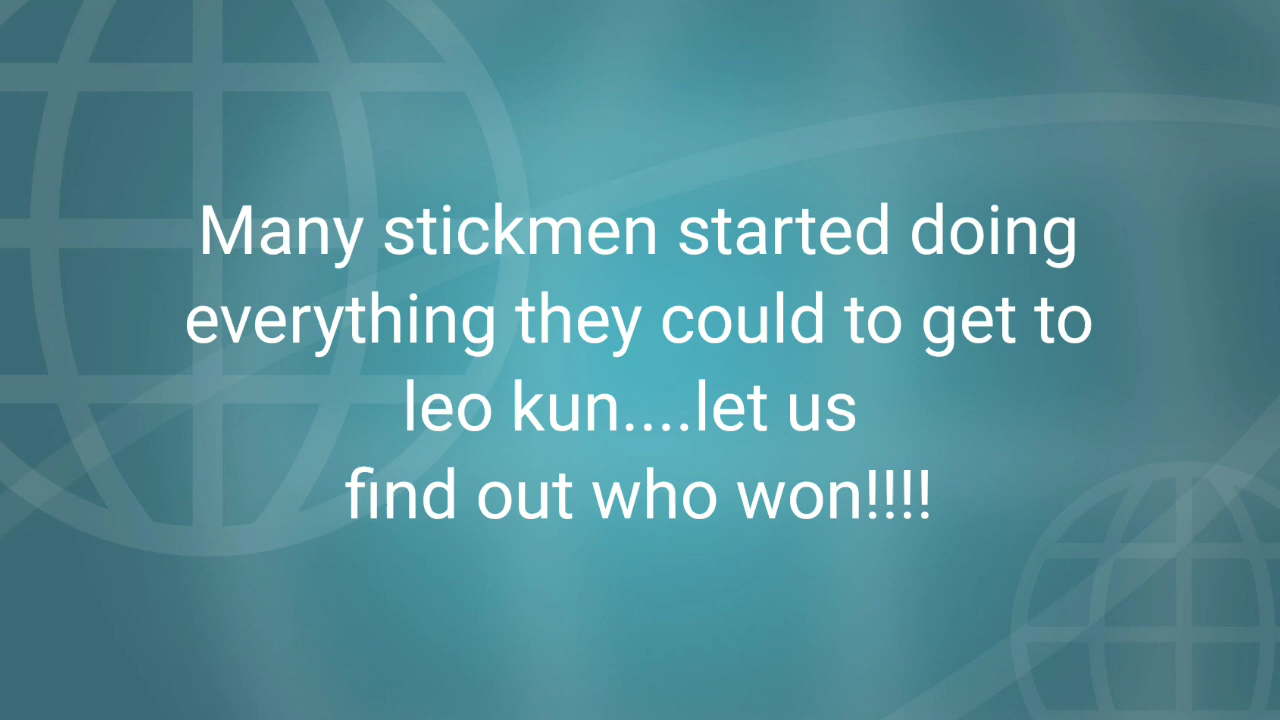 Many stickmen started doing
everything they could to get to
leo kun....let us
find out who won!!!!